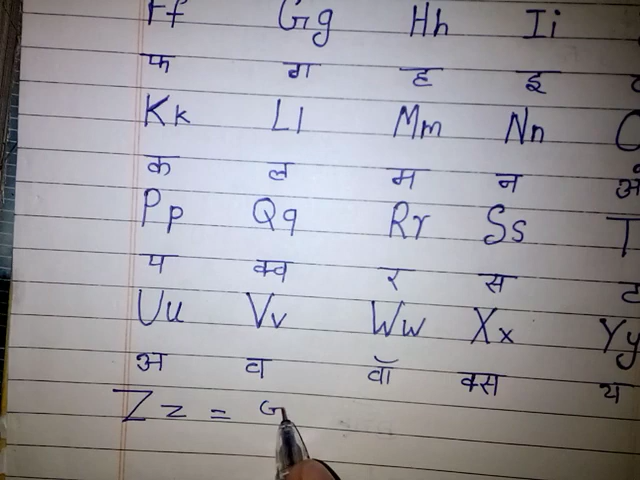 Ff Gg Hh Ii
फ ग ह इ
Kk Ll Mm Nn
क ल म न
Pp Qq Rr Ss T
प क्व र स ट
Uu Vv Ww Xx Yy
अ व वॉ क्स य
Zz =